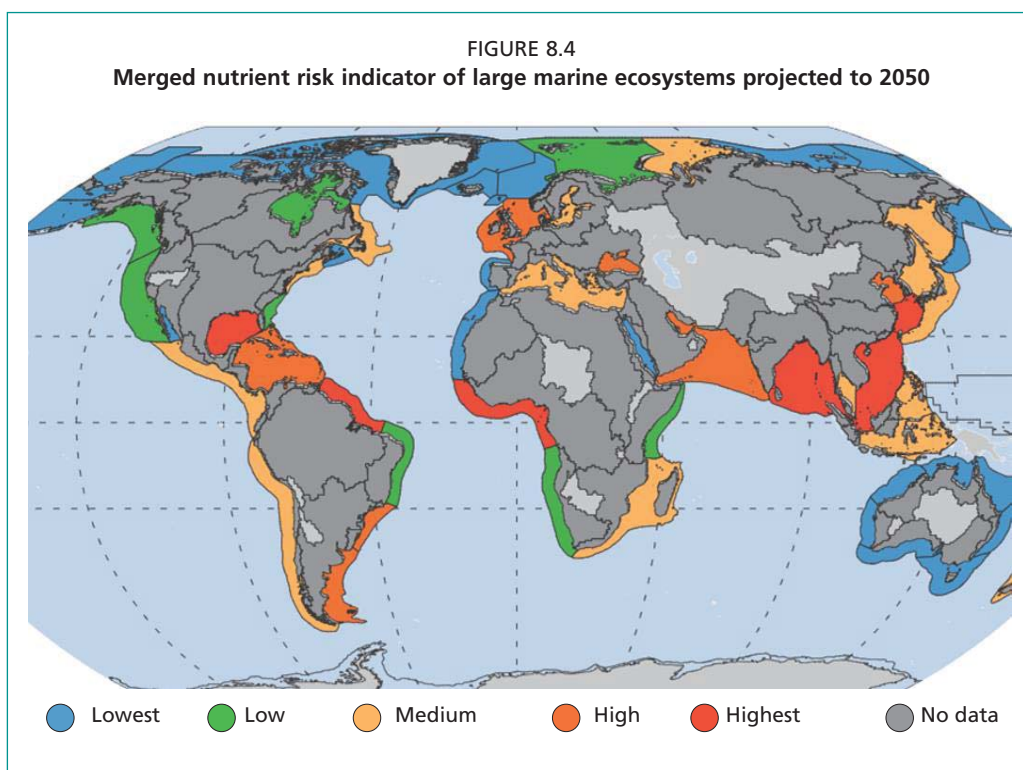 FIGURE 8.4
Merged nutrient risk indicator of large marine ecosystems projected to 2050
Lowest Low Medium High Highest No data